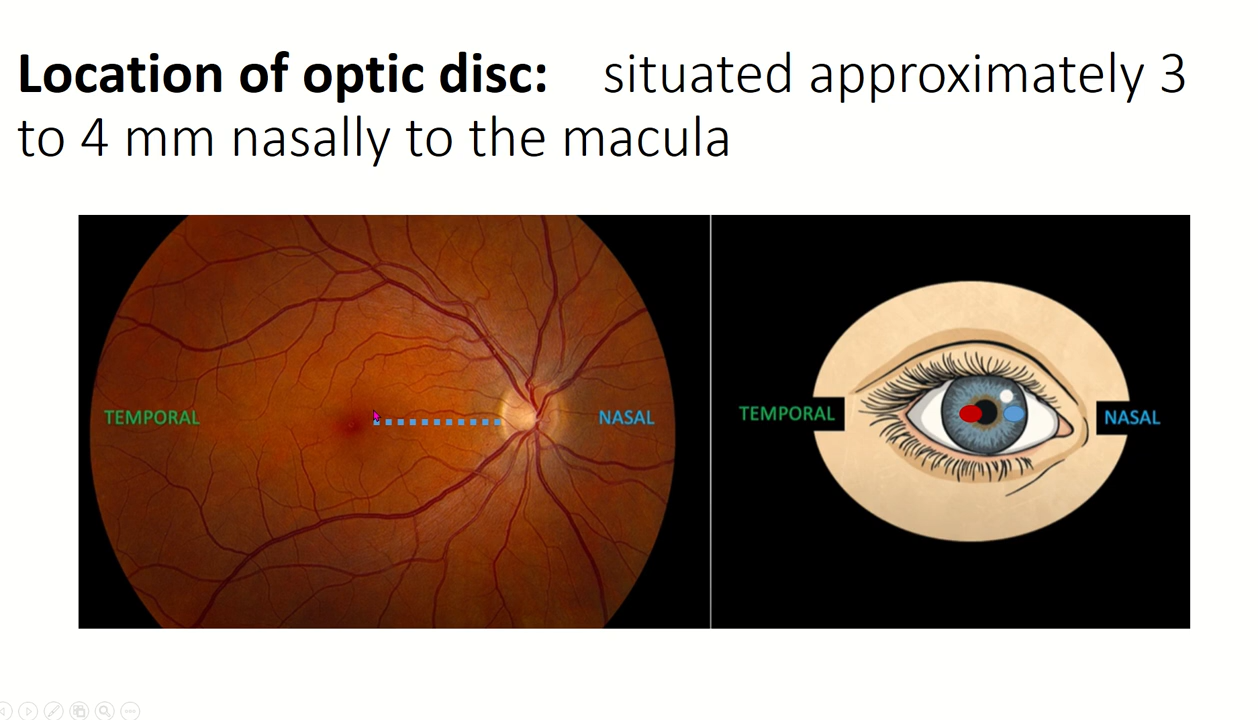 Location of optic disc: situated approximately 3
to 4 mm nasally to the macula
TEMPORAL
NASAL
TEMPORAL
NASAL